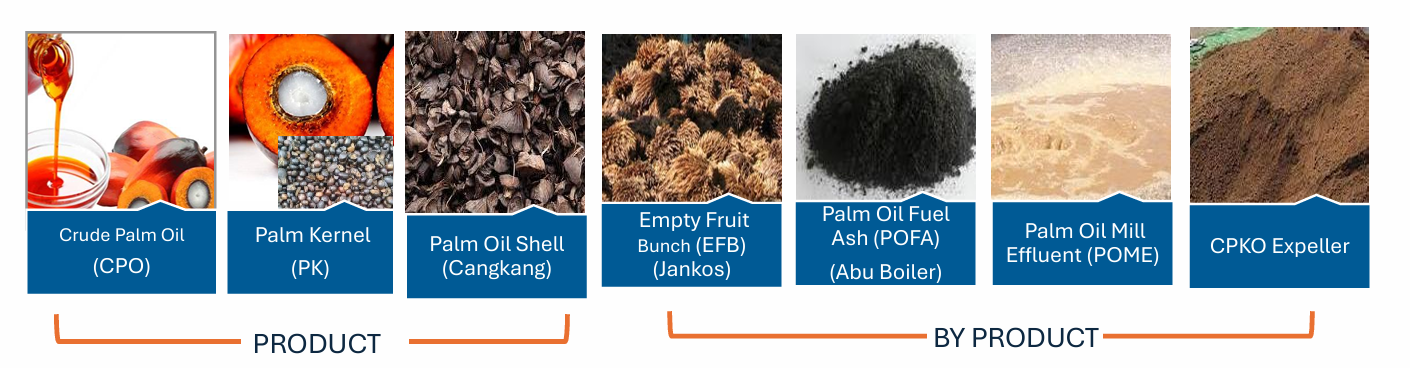 Crude Palm Oil
(CPO)
Palm Kernel
(PK)
Palm Oil Shell
(Cangkang)
Empty Fruit
Bunch (EFB)
(Jankos)
Palm Oil Fuel
Ash (POFA)
(Abu Boiler)
Palm Oil Mill
Effluent (POME)
CPKO Expeller
PRODUCT
BY PRODUCT